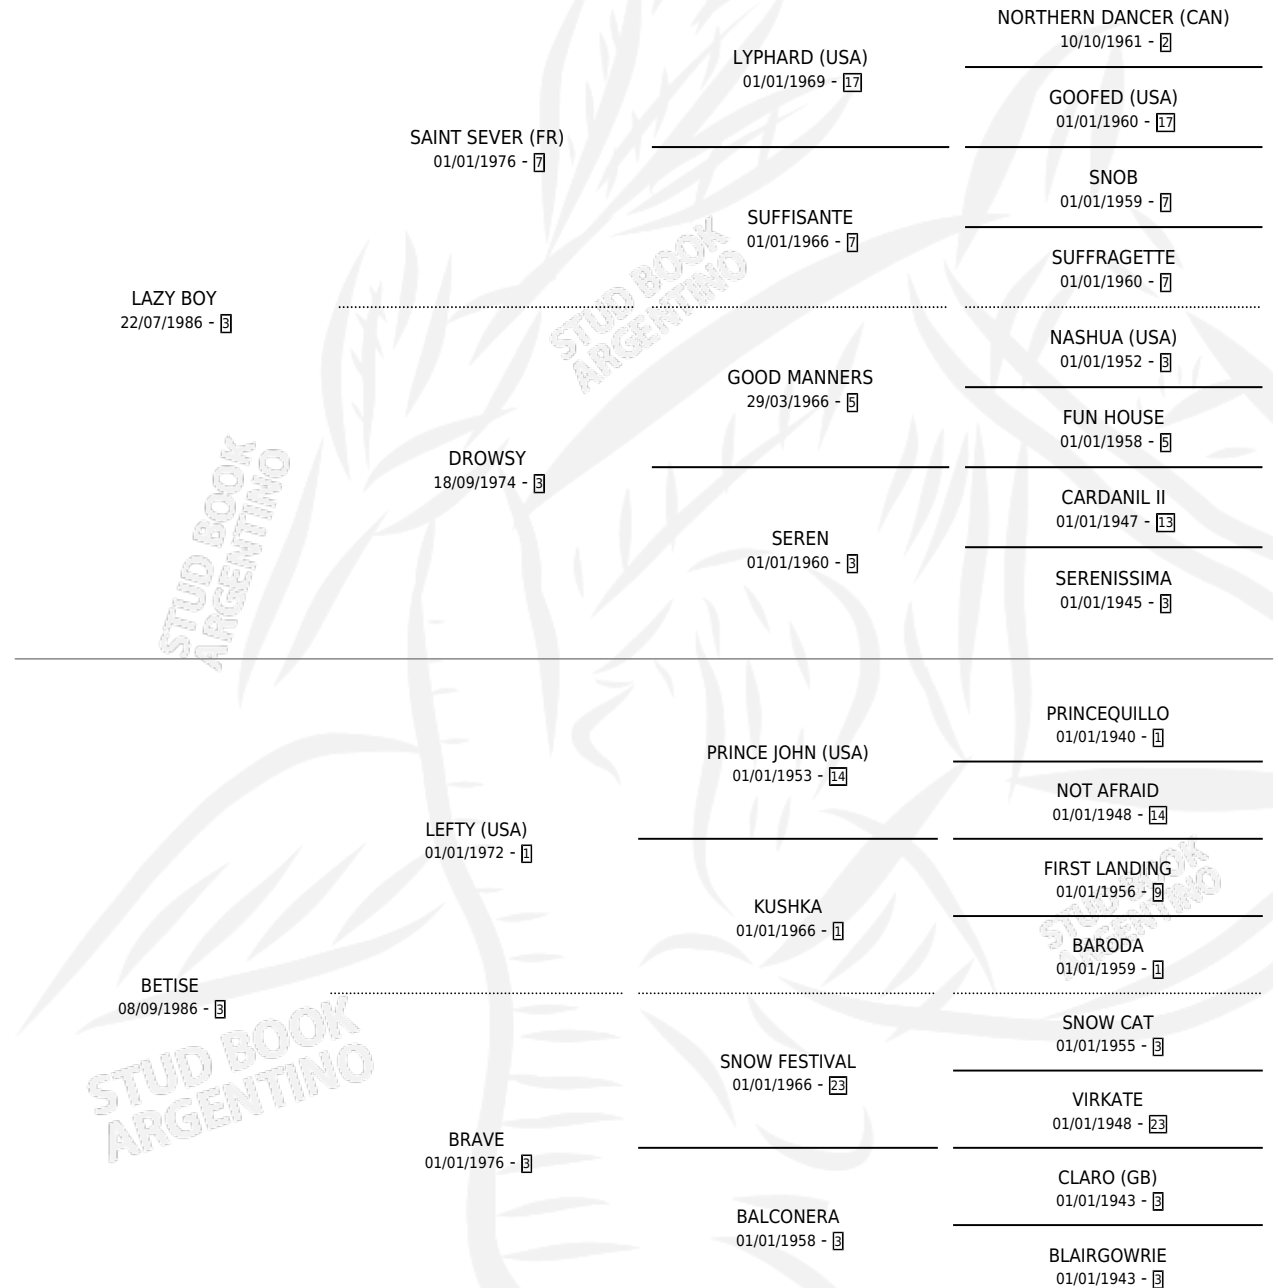 NORTHERN DANCER (CAN)
10/10/1961 - 2
LYPHARD (USA)
01/01/1969 - 17
GOOFED (USA)
01/01/1960 - 17
SAINT SEVER (FR)
01/01/1976 - 7
SNOB
01/01/1959 - 7
SUFFISANTE
01/01/1966 - 7
SUFFRAGETTE
01/01/1960 - 7
LAZY BOY
22/07/1986 - 3
STUD BOOK
ARGENTINO
NASHUA (USA)
01/01/1952 - 3
GOOD MANNERS
29/03/1966 - 5
FUN HOUSE
01/01/1958 - 5
DROWSY
18/09/1974 - 3
CARDANIL II
01/01/1947 - 13
SEREN
01/01/1960 - 3
SERENISSIMA
01/01/1945 - 3
STUD BOOK
ARGENTINO
PRINCEQUILLO
01/01/1940 - 1
PRINCE JOHN (USA)
01/01/1953 - 14
NOT AFRAID
01/01/1948 - 14
LEFTY (USA)
01/01/1972 - 1
FIRST LANDING
01/01/1956 - 9
KUSHKA
01/01/1966 - 1
STUD BOOK
ARGENTINO
BARODA
01/01/1959 - 1
BETISE
08/09/1986 - 3
STUD BOOK
ARGENTINO
SNOW CAT
01/01/1955 - 3
SNOW FESTIVAL
01/01/1966 - 23
VIRKATE
01/01/1948 - 23
BRAVE
01/01/1976 - 3
CLARO (GB)
01/01/1943 - 3
BALCONERA
01/01/1958 - 3
BLAIRGOWRIE
01/01/1943 - 3